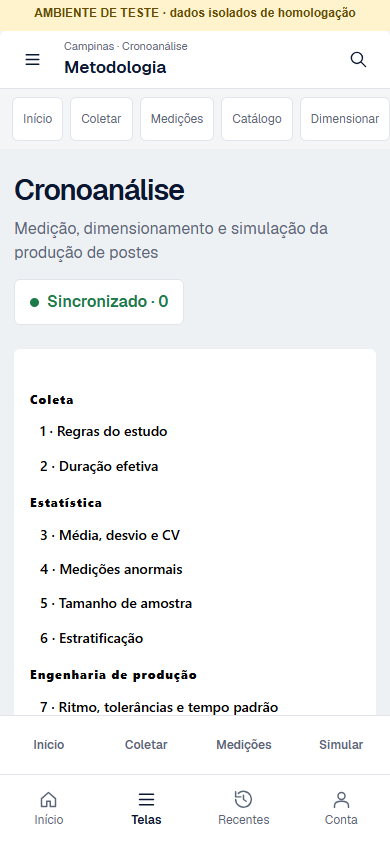 AMBIENTE DE TESTE · dados isolados de homologação
Campinas · Cronoanálise
Metodologia
Início
Coletar
Medições
Catálogo
Dimensionar
Cronoanálise
Medição, dimensionamento e simulação da
produção de postes
Sincronizado · 0
Coleta
1 · Regras do estudo
2 · Duração efetiva
Estatística
3 · Média, desvio e CV
4 · Medições anormais
5 · Tamanho de amostra
6 · Estratificação
Engenharia de produção
7 · Ritmo, tolerâncias e tempo padrão
Início
Coletar
Medições
Simular
Início
Telas
Recentes
Conta